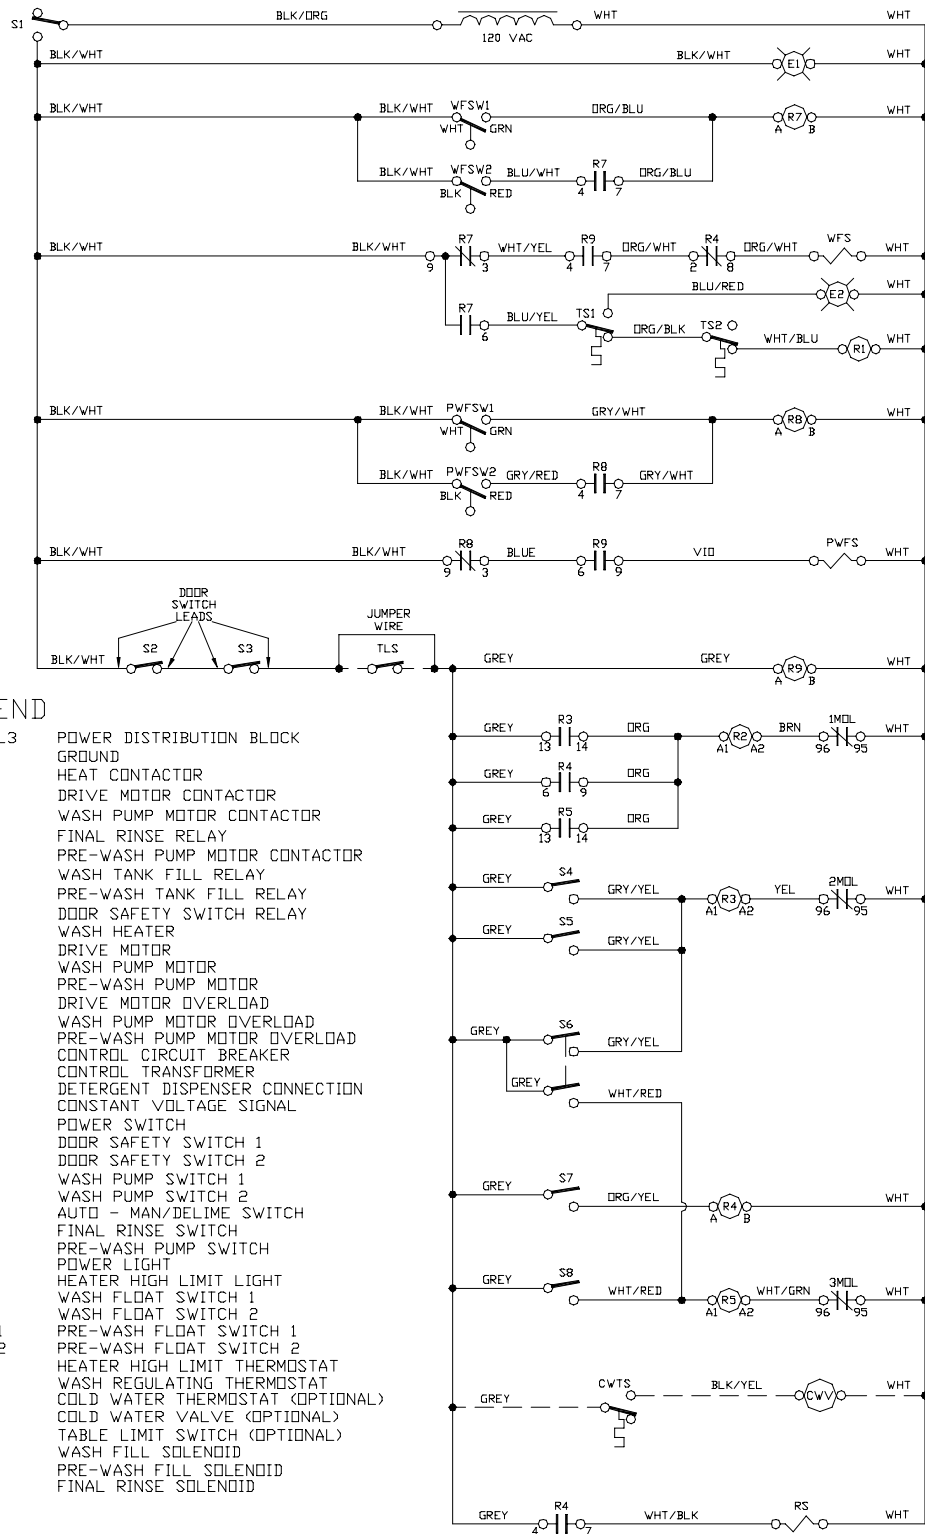 S1 BLK/ORG 120 VAC WHT WHT
BLK/WHT BLK/WHT E1 WHT
BLK/WHT BLK/WHT WFSW1 WHT GRN ORG/BLU R7 A B WHT
BLK/WHT WFSW2 BLK RED BLU/WHT R7 4 7 ORG/BLU
BLK/WHT BLK/WHT 9 R7 3 WHT/YEL R9 4 7 ORG/WHT R4 2 8 ORG/WHT WFS WHT
BLU/RED E2 WHT
R7 6 BLU/YEL TS1 ORG/BLK TS2 WHT/BLU R1 WHT
BLK/WHT BLK/WHT PWFSW1 WHT GRN GRY/WHT R8 A B WHT
BLK/WHT PWFSW2 BLK RED GRY/RED R8 4 7 GRY/WHT
BLK/WHT BLK/WHT R8 9 3 BLUE R9 6 9 VIO PWFS WHT
DOOR
SWITCH
LEADS
JUMPER
WIRE
BLK/WHT S2 S3 TLS GREY GREY R9 A B WHT
GREY R3 13 14 ORG R2 A1 A2 BRN 1MOL 96 95 WHT
GREY R4 6 9 ORG
GREY R5 13 14 ORG
GREY S4 GRY/YEL R3 A1 A2 YEL 2MOL 96 95 WHT
GREY S5 GRY/YEL
GREY S6 GRY/YEL
GREY WHT/RED
GREY S7 ORG/YEL R4 A B WHT
GREY S8 WHT/RED R5 A1 A2 WHT/GRN 3MOL 96 95 WHT
GREY CWTS BLK/YEL CWV WHT
GREY R4 4 7 WHT/BLK RS WHT
END
L3 POWER DISTRIBUTION BLOCK
GROUND
HEAT CONTACTOR
DRIVE MOTOR CONTACTOR
WASH PUMP MOTOR CONTACTOR
FINAL RINSE RELAY
PRE-WASH PUMP MOTOR CONTACTOR
WASH TANK FILL RELAY
PRE-WASH TANK FILL RELAY
DOOR SAFETY SWITCH RELAY
WASH HEATER
DRIVE MOTOR
WASH PUMP MOTOR
PRE-WASH PUMP MOTOR
DRIVE MOTOR OVERLOAD
WASH PUMP MOTOR OVERLOAD
PRE-WASH PUMP MOTOR OVERLOAD
CONTROL CIRCUIT BREAKER
CONTROL TRANSFORMER
DETERGENT DISPENSER CONNECTION
CONSTANT VOLTAGE SIGNAL
POWER SWITCH
DOOR SAFETY SWITCH 1
DOOR SAFETY SWITCH 2
WASH PUMP SWITCH 1
WASH PUMP SWITCH 2
AUTO - MAN/DELIME SWITCH
FINAL RINSE SWITCH
PRE-WASH PUMP SWITCH
POWER LIGHT
HEATER HIGH LIMIT LIGHT
WASH FLOAT SWITCH 1
WASH FLOAT SWITCH 2
1 PRE-WASH FLOAT SWITCH 1
2 PRE-WASH FLOAT SWITCH 2
HEATER HIGH LIMIT THERMOSTAT
WASH REGULATING THERMOSTAT
COLD WATER THERMOSTAT (OPTIONAL)
COLD WATER VALVE (OPTIONAL)
TABLE LIMIT SWITCH (OPTIONAL)
WASH FILL SOLENOID
PRE-WASH FILL SOLENOID
FINAL RINSE SOLENOID